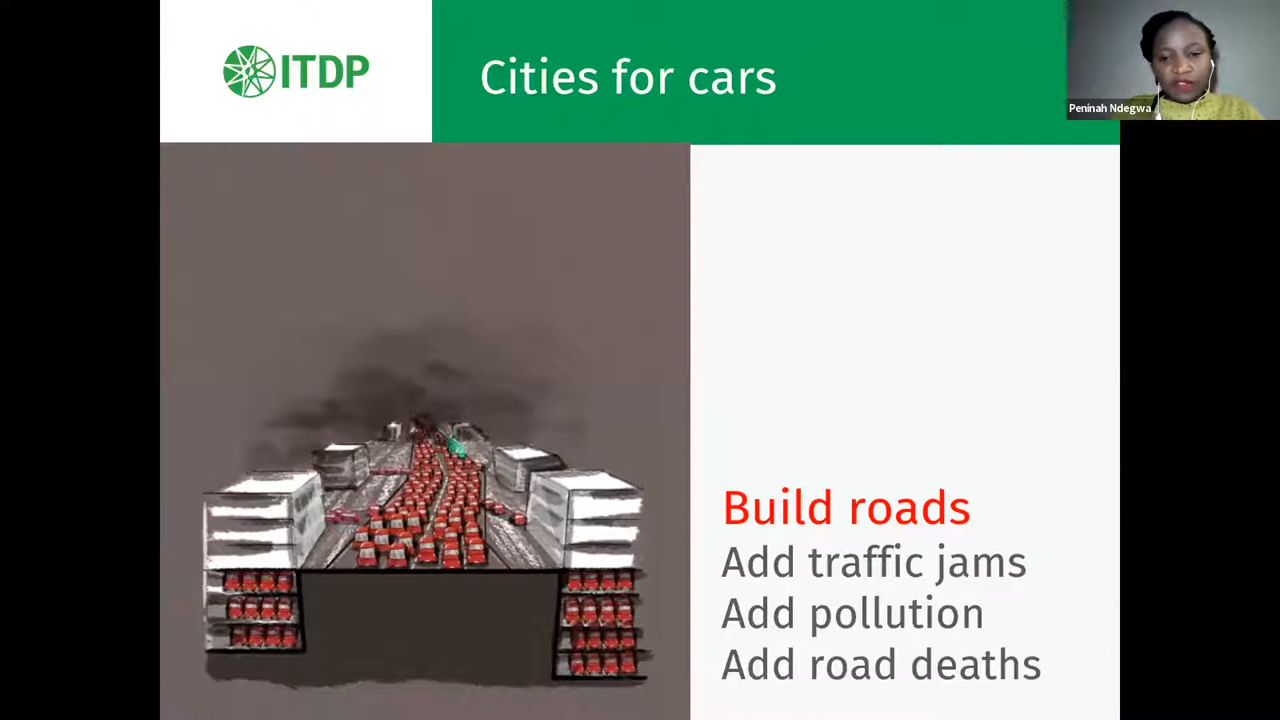 ITDP
Cities for cars
Peninah Ndegwa
Build roads
Add traffic jams
Add pollution
Add road deaths